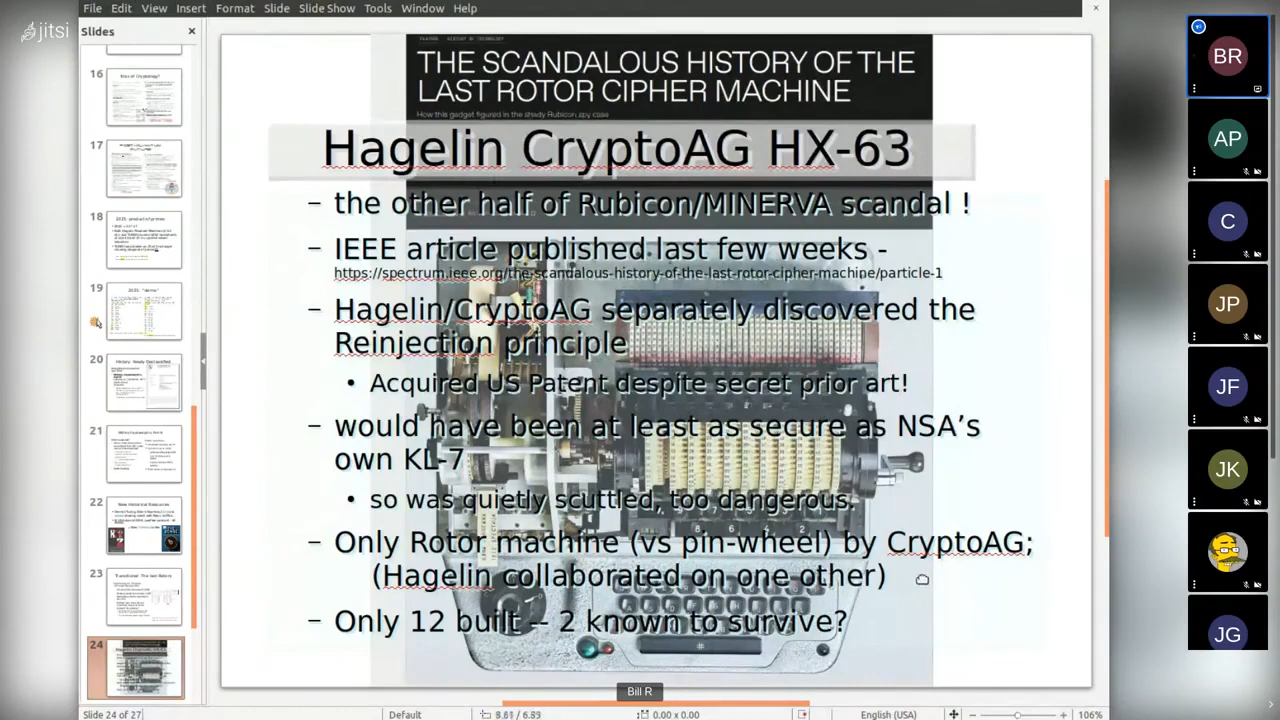 File Edit View Insert Format Slide Slide Show Tools Window Help
jitsi
Slides
16
17
18
19
20
21
22
23
24
THE SCANDALOUS HISTORY OF THE
LAST ROTOR CIPHER MACHINE
How this gadget figured in the shady Rubicon spy case
Hagelin CryptoAG HX-63
– the other half of Rubicon/MINERVA scandal !
– IEEE article published last few weeks -
https://spectrum.ieee.org/the-scandalous-history-of-the-last-rotor-cipher-machine/particle-1
– Hagelin/CryptoAG separately discovered the
Reinjection principle
• Acquired US Patent despite secret prior art!
– would have been at least as secure as NSA's
own KL-7
• so was quietly scuttled, too dangerous.
– Only Rotor machine (vs pin-wheel) by CryptoAG;
(Hagelin collaborated on one other)
– Only 12 built -- 2 known to survive?
BR
AP
C
JP
JF
JK
JG
Bill R
Slide 24 of 27
Default
8.81 / 6.83
0.00 x 0.00
English (USA)
106%